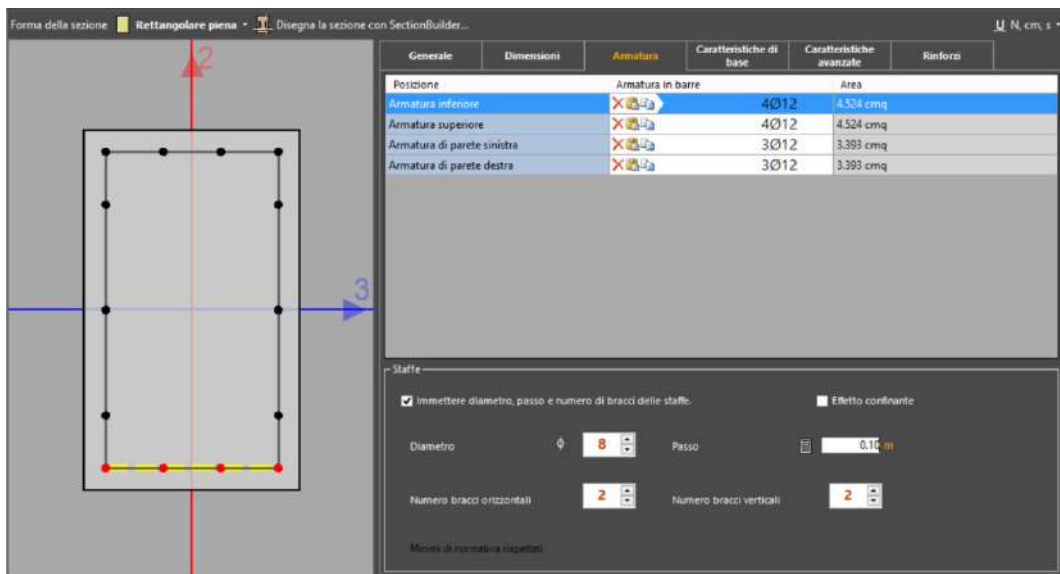 Forma della sezione Rettangolare piena Disegna la sezione con SectionBuilder... U N, cm, s
Generale Dimensioni Armatura Caratteristiche di base Caratteristiche avanzate Rinforzi
Posizione Armatura in barre Area
Armatura inferiore 4Ø12 4.524 cmq
Armatura superiore 4Ø12 4.524 cmq
Armatura di parete sinistra 3Ø12 3.393 cmq
Armatura di parete destra 3Ø12 3.393 cmq
2
3
Staffe
Immettere diametro, passo e numero di bracci delle staffe. Effetto confinante
Diametro ϕ 8 Passo 0.10 m
Numero bracci orizzontali 2 Numero bracci verticali 2
Minimi di normativa rispettati